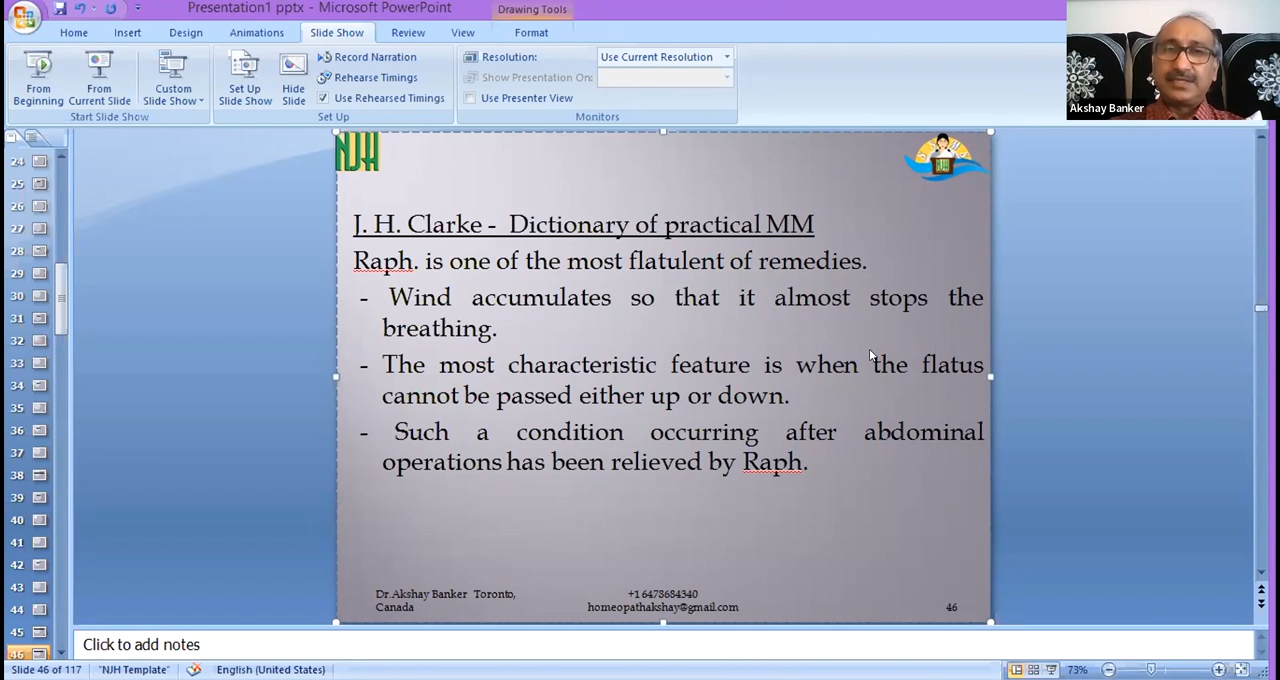 Presentation1 pptx - Microsoft PowerPoint
Drawing Tools
Home Insert Design Animations Slide Show Review View Format
From Beginning
From Current Slide
Custom Slide Show
Start Slide Show
Set Up Slide Show
Hide Slide
Record Narration
Rehearse Timings
Use Rehearsed Timings
Set Up
Resolution: Use Current Resolution
Show Presentation On:
Use Presenter View
Monitors
Akshay Banker
24
25
26
27
28
29
30
31
32
33
34
35
36
37
38
39
40
41
42
43
44
45
46
NJH
NJH
J. H. Clarke - Dictionary of practical MM
Raph. is one of the most flatulent of remedies.
- Wind accumulates so that it almost stops the
breathing.
- The most characteristic feature is when the flatus
cannot be passed either up or down.
- Such a condition occurring after abdominal
operations has been relieved by Raph.
Dr.Akshay Banker Toronto,
Canada
+1 6478684340
homeopathakshay@gmail.com
46
Click to add notes
Slide 46 of 117 "NJH Template" English (United States) 73%